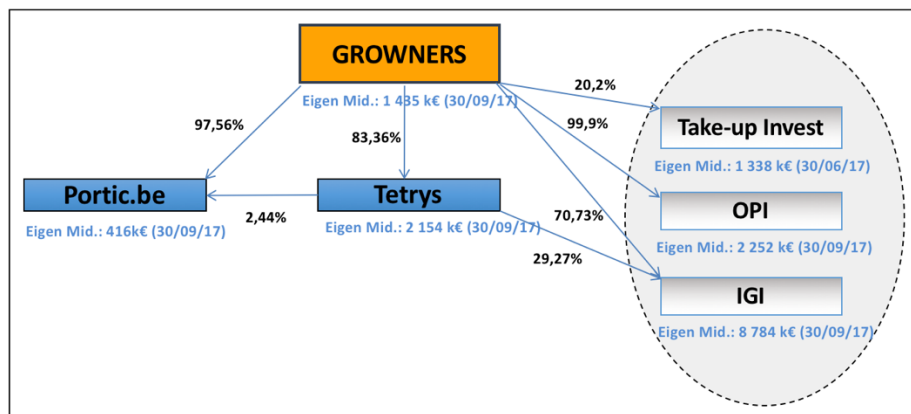 GROWNERS
Eigen Mid.: 1 435 k€ (30/09/17)
20,2%
97,56%
83,36%
99,9%
Take-up Invest
Eigen Mid.: 1 338 k€ (30/06/17)
Portic.be
Tetrys
OPI
2,44%
70,73%
Eigen Mid.: 416k€ (30/09/17)
Eigen Mid.: 2 154 k€ (30/09/17)
Eigen Mid.: 2 252 k€ (30/09/17)
29,27%
IGI
Eigen Mid.: 8 784 k€ (30/09/17)